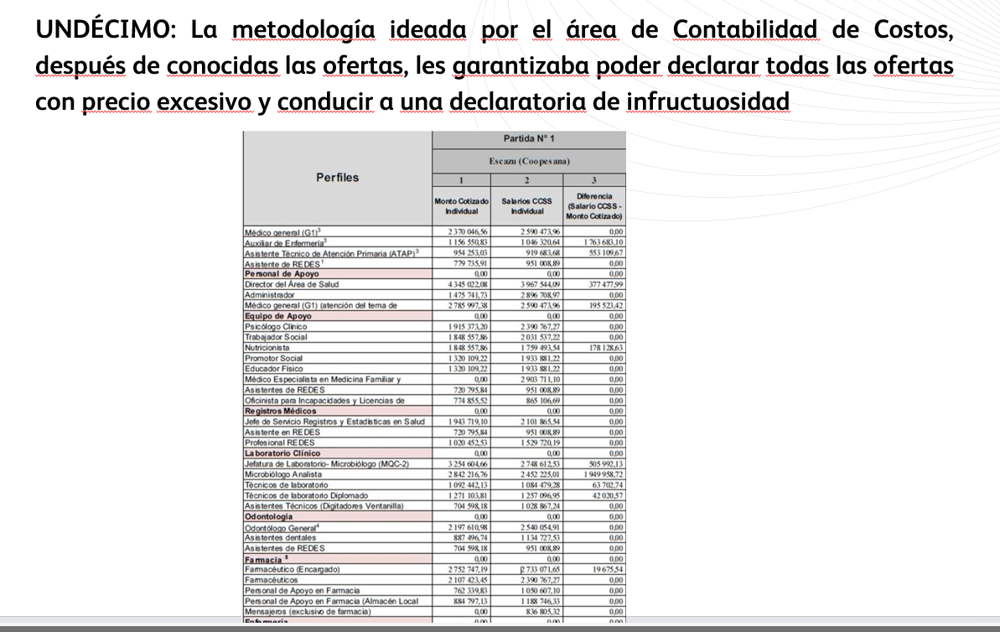 UNDÉCIMO: La metodología ideada por el área de Contabilidad de Costos,
después de conocidas las ofertas, les garantizaba poder declarar todas las ofertas
con precio excesivo y conducir a una declaratoria de infructuosidad
Perfiles
Partida N° 1
Escazu (Coopesana)
1 2 3
Monto Cotizado Individual Salarios CCSS Individual Diferencia (Salario CCSS - Monto Cotizado)
Médico general (G1)³ 2 370 046,56 2 590 473,96 0,00
Auxiliar de Enfermería³ 1 156 550,83 1 046 320,64 1 763 683,10
Asistente Técnico de Atención Primaria (ATAP)³ 954 253,03 919 683,68 553 109,67
Asistente de REDES¹ 779 735,91 951 008,89 0,00
Personal de Apoyo 0,00 0,00 0,00
Director del Área de Salud 4 345 022,08 3 967 544,09 377 477,99
Administrador 1 475 741,73 2 896 708,97 0,00
Médico general (G1) (atención del tema de 2 785 997,38 2 590 473,96 195 523,42
Equipo de Apoyo 0,00 0,00 0,00
Psicólogo Clínico 1 915 373,20 2 390 767,27 0,00
Trabajador Social 1 848 557,86 2 031 537,22 0,00
Nutricionista 1 848 557,86 1 759 493,54 178 128,63
Promotor Social 1 320 109,22 1 933 881,22 0,00
Educador Físico 1 320 109,22 1 933 881,22 0,00
Médico Especialista en Medicina Familiar y 0,00 2 903 711,10 0,00
Asistentes de REDES 720 795,84 951 008,89 0,00
Oficinista para Incapacidades y Licencias de 774 855,52 865 106,69 0,00
Registros Médicos 0,00 0,00 0,00
Jefe de Servicio Registros y Estadísticas en Salud 1 943 719,10 2 101 865,54 0,00
Asistente en REDES 720 795,84 951 008,89 0,00
Profesional REDES 1 020 452,53 1 529 720,19 0,00
Laboratorio Clínico 0,00 0,00 0,00
Jefatura de Laboratorio- Microbiólogo (MQC-2) 3 254 604,66 2 748 612,53 505 992,13
Microbiólogo Analista 2 842 216,76 2 452 225,01 1 949 958,72
Técnicos de laboratorio 1 092 442,13 1 084 479,28 63 702,74
Técnicos de laboratorio Diplomado 1 271 103,81 1 257 096,95 42 020,57
Asistentes Técnicos (Digitadores Ventanilla) 704 598,18 1 028 867,24 0,00
Odontología 0,00 0,00 0,00
Odontólogo General⁴ 2 197 610,98 2 540 054,91 0,00
Asistentes dentales 887 496,74 1 134 727,53 0,00
Asistentes de REDES 704 598,18 951 008,89 0,00
Farmacia ⁵ 0,00 0,00 0,00
Farmacéutico (Encargado) 2 752 747,19 2 733 071,65 19 675,54
Farmacéuticos 2 107 423,45 2 390 767,27 0,00
Personal de Apoyo en Farmacia 762 339,83 1 050 607,10 0,00
Personal de Apoyo en Farmacia (Almacén Local 884 797,13 1 188 746,33 0,00
Mensajeros (exclusivo de farmacia) 0,00 836 805,32 0,00
Enfermería 0,00 0,00 0,00